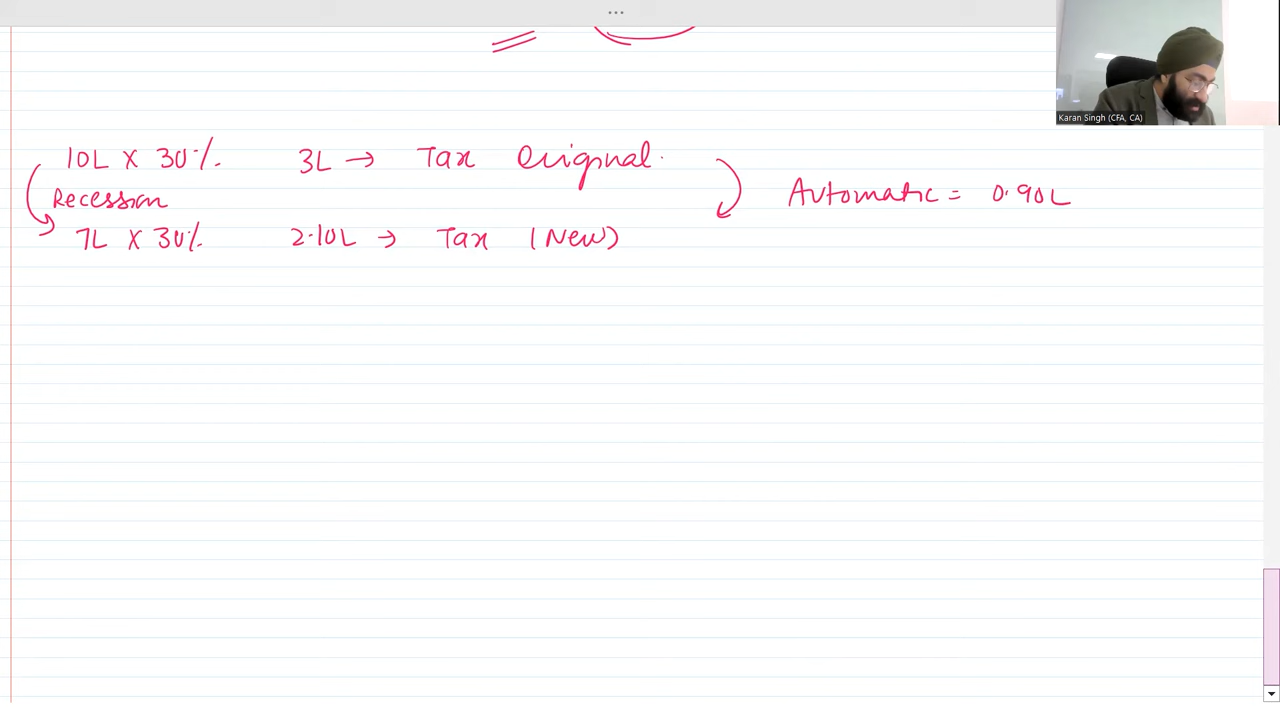 ...
Karan Singh (CFA, CA)
10L X 30% 3L → Tax Original.
Recession
Automatic = 0.90L
7L X 30% 2.10L → Tax (New)